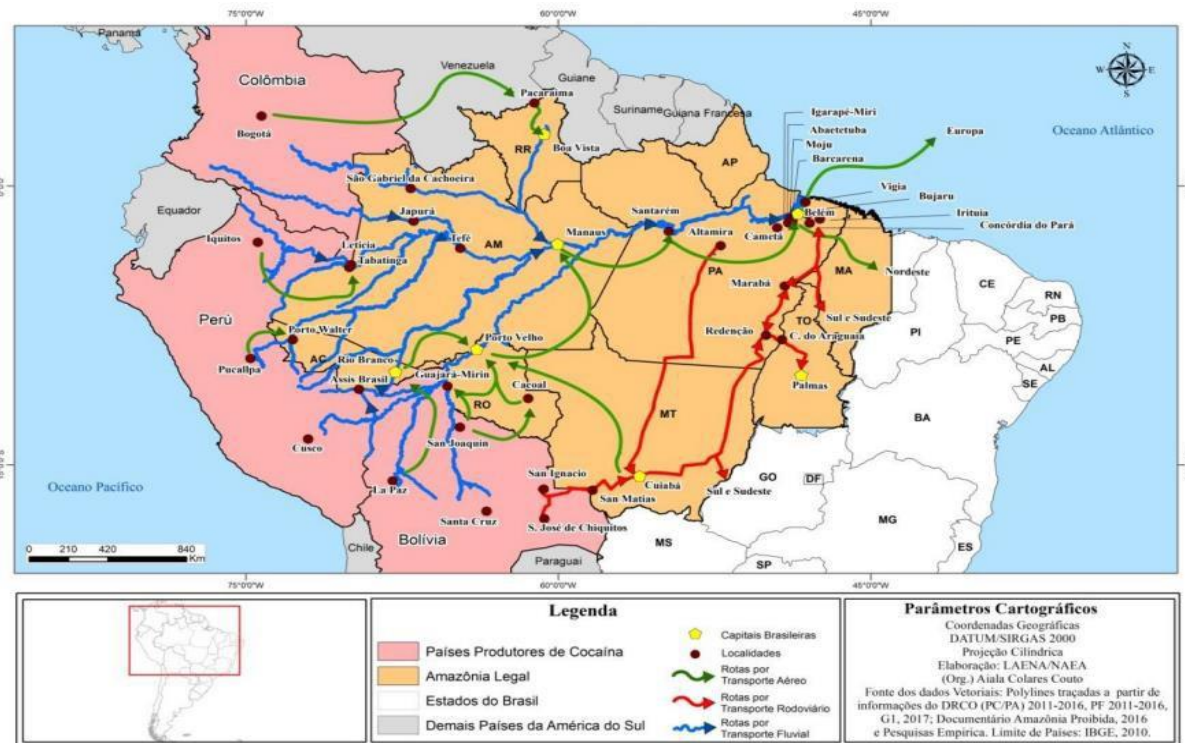 75°0'0"W
60°0'0"W
45°0'0"W
Panamá
Colômbia
Venezuela
Guiane
Suriname
Guiana Francesa
Pacaraima
Bogotá
Boa Vista
RR
AP
Igarapé-Miri
Abaetetuba
Moju
Barcarena
Europa
Oceano Atlântico
N
W
E
S
São Gabriel da Cachoeira
Equador
Iquitos
Japurá
Leticia
Tabatinga
Tefé
AM
Manaus
Santarém
Altamira
Cametá
Belém
Vigia
Bujaru
Irituia
Concórdia do Pará
Nordeste
PA
MA
Marabá
Sul e Sudeste
CE
RN
PB
PE
AL
SE
PI
BA
Perú
Porto Walter
Pucallpa
AC
Rio Branco
Assis Brasil
Porto Velho
Guajará-Mirin
Cacoal
RO
Redenção
TO
C. do Araguaia
Palmas
MT
Cusco
San Joaquin
La Paz
Santa Cruz
Bolívia
San Ignacio
San Matias
S. José de Chiquitos
Cuiabá
Sul e Sudeste
GO
DF
MG
ES
MS
SP
Oceano Pacífico
Chile
Paraguai
0 210 420 840
Km
75°0'0"W
60°0'0"W
45°0'0"W
Legenda
Países Produtores de Cocaína
Amazônia Legal
Estados do Brasil
Demais Países da América do Sul
Capitais Brasileiras
Localidades
Rotas por
Transporte Aéreo
Rotas por
Transporte Rodoviário
Rotas por
Transporte Fluvial
Parâmetros Cartográficos
Coordenadas Geográficas
DATUM/SIRGAS 2000
Projeção Cilíndrica
Elaboração: LAENA/NAEA
(Org.) Aiala Colares Couto
Fonte dos dados Vetoriais: Polylines traçadas a partir de
informações do DRCO (PC/PA) 2011-2016, PF 2011-2016,
G1, 2017; Documentário Amazônia Proibida, 2016
e Pesquisas Empírica. Limite de Países: IBGE, 2010.